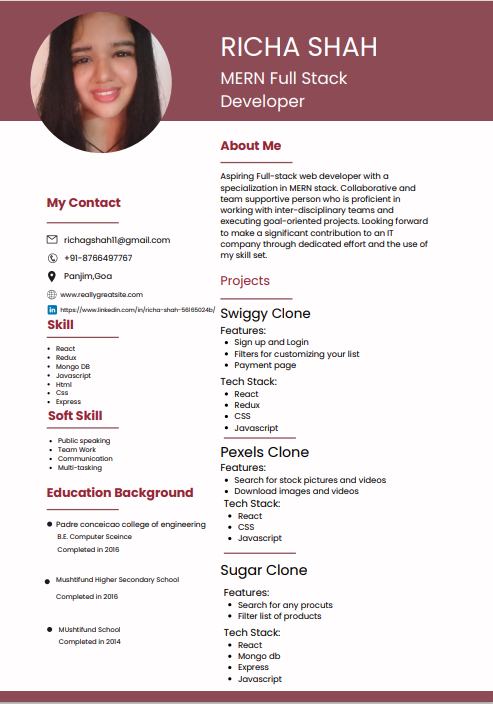 RICHA SHAH
MERN Full Stack
Developer
My Contact
richagshah11@gmail.com
+91-8766497767
Panjim,Goa
www.reallygreatsite.com
https://www.linkedin.com/in/richa-shah-56165024b/
Skill
React
Redux
Mongo DB
Javascript
Html
Css
Express
Soft Skill
Public speaking
Team Work
Communication
Multi-tasking
Education Background
Padre conceicao college of engineering
B.E. Computer Sceince
Completed in 2016
Mushtifund Higher Secondary School
Completed in 2016
MUshtifund School
Completed in 2014
About Me
Aspiring Full-stack web developer with a
specialization in MERN stack. Collaborative and
team supportive person who is proficient in
working with inter-disciplinary teams and
executing goal-oriented projects. Looking forward
to make a significant contribution to an IT
company through dedicated effort and the use of
my skill set.
Projects
Swiggy Clone
Features:
Sign up and Login
Filters for customizing your list
Payment page
Tech Stack:
React
Redux
CSS
Javascript
Pexels Clone
Features:
Search for stock pictures and videos
Download images and videos
Tech Stack:
React
CSS
Javascript
Sugar Clone
Features:
Search for any procuts
Filter list of products
Tech Stack:
React
Mongo db
Express
Javascript